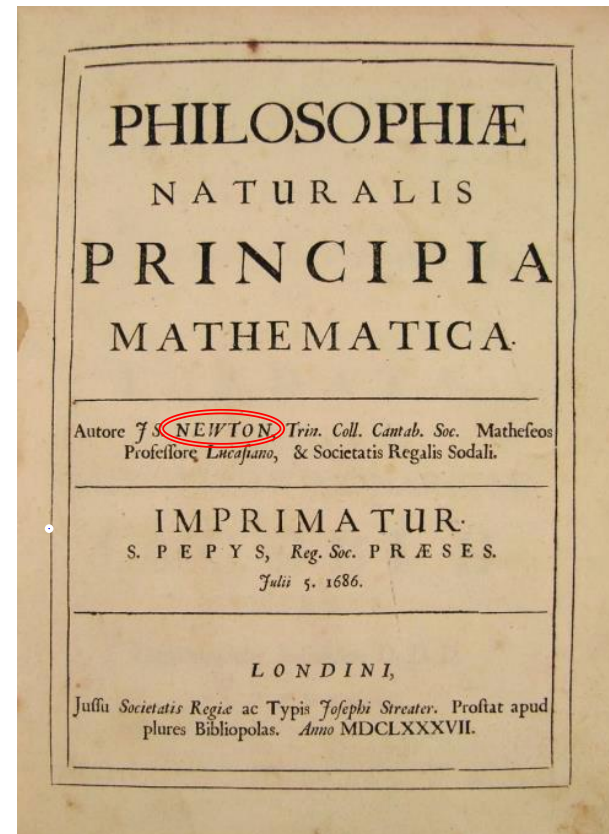 PHILOSOPHIÆ
NATURALIS
PRINCIPIA
MATHEMATICA.
Autore JS. NEWTON, Trin. Coll. Cantab. Soc. Matheſeos
Profeſſore Lucaſiano, & Societatis Regalis Sodali.
IMPRIMATUR.
S. PEPYS, Reg. Soc. PRÆSES.
Julii 5. 1686.
LONDINI,
Juſſu Societatis Regiæ ac Typis Joſephi Streater. Proſtat apud
plures Bibliopolas. Anno MDCLXXXVII.